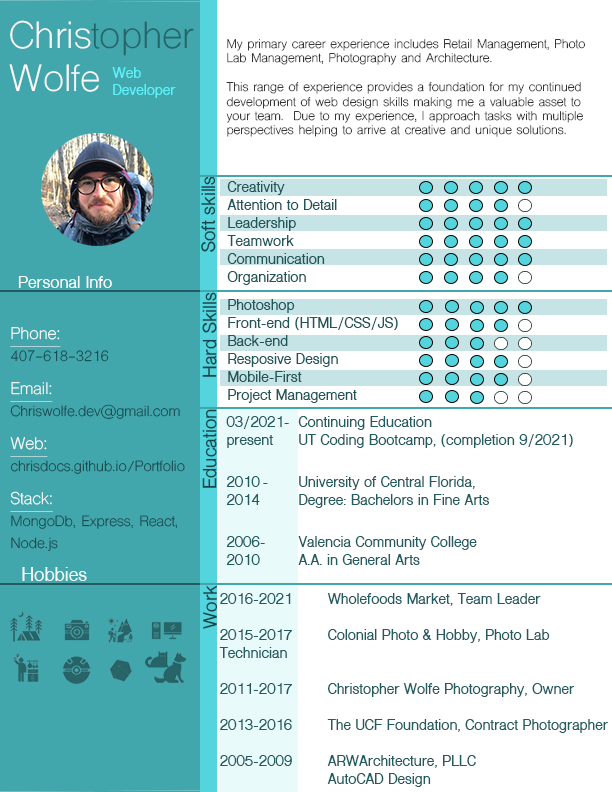 Christopher
Wolfe
Web
Developer
Personal Info
Phone:
407-618-3216
Email:
Chriswolfe.dev@gmail.com
Web:
chrisdocs.github.io/Portfolio
Stack:
MongoDb, Express, React,
Node.js
Hobbies
My primary career experience includes Retail Management, Photo
Lab Management, Photography and Architecture.
This range of experience provides a foundation for my continued
development of web design skills making me a valuable asset to
your team. Due to my experience, I approach tasks with multiple
perspectives helping to arrive at creative and unique solutions.
Soft skills
Creativity
Attention to Detail
Leadership
Teamwork
Communication
Organization
Hard Skills
Photoshop
Front-end (HTML/CSS/JS)
Back-end
Resposive Design
Mobile-First
Project Management
Education
03/2021- Continuing Education
present UT Coding Bootcamp, (completion 9/2021)
2010 - University of Central Florida,
2014 Degree: Bachelors in Fine Arts
2006- Valencia Community College
2010 A.A. in General Arts
Work
2016-2021 Wholefoods Market, Team Leader
2015-2017 Colonial Photo & Hobby, Photo Lab
Technician
2011-2017 Christopher Wolfe Photography, Owner
2013-2016 The UCF Foundation, Contract Photographer
2005-2009 ARWArchitecture, PLLC
AutoCAD Design